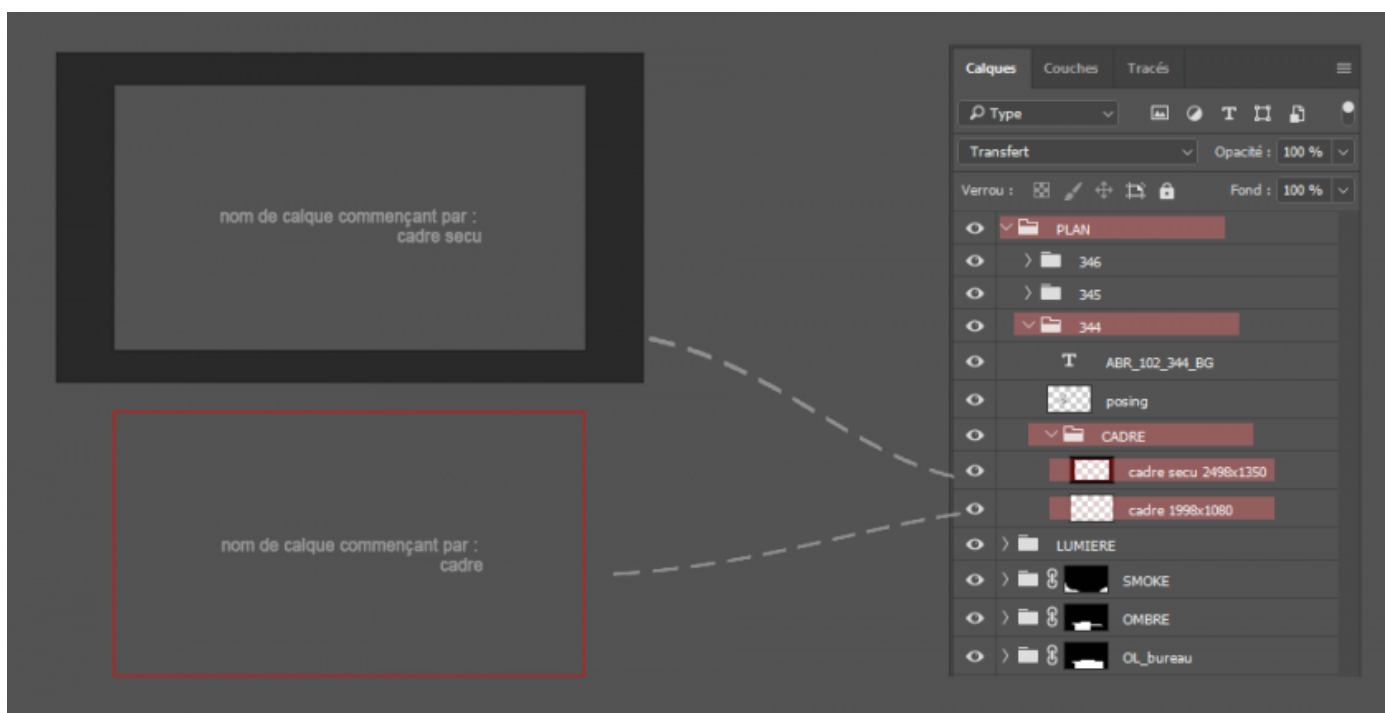 nom de calque commençant par :
cadre secu
nom de calque commençant par :
cadre
Calques Couches Tracés
Type
Transfert Opacité : 100 %
Verrou : Fond : 100 %
PLAN
346
345
344
T ABR_102_344_BG
posing
CADRE
cadre secu 2498x1350
cadre 1998x1080
LUMIERE
SMOKE
OMBRE
OL_bureau